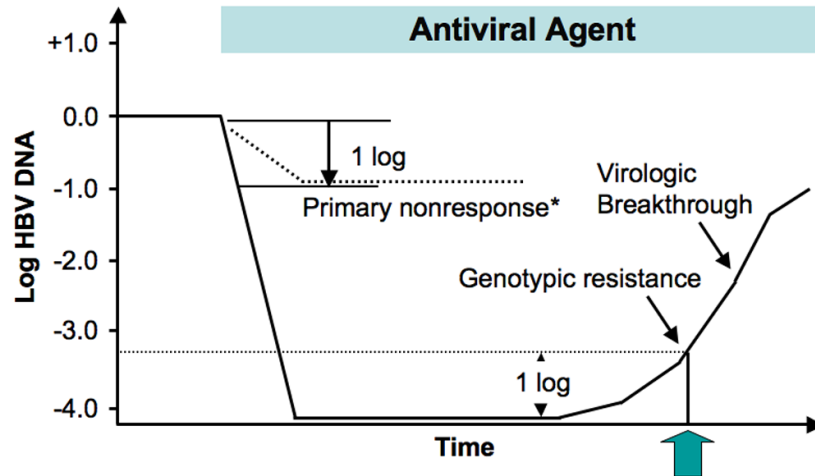 Antiviral Agent
+1.0
0.0
-1.0
-2.0
-3.0
-4.0
Log HBV DNA
1 log
Primary nonresponse*
Virologic
Breakthrough
Genotypic resistance
1 log
Time